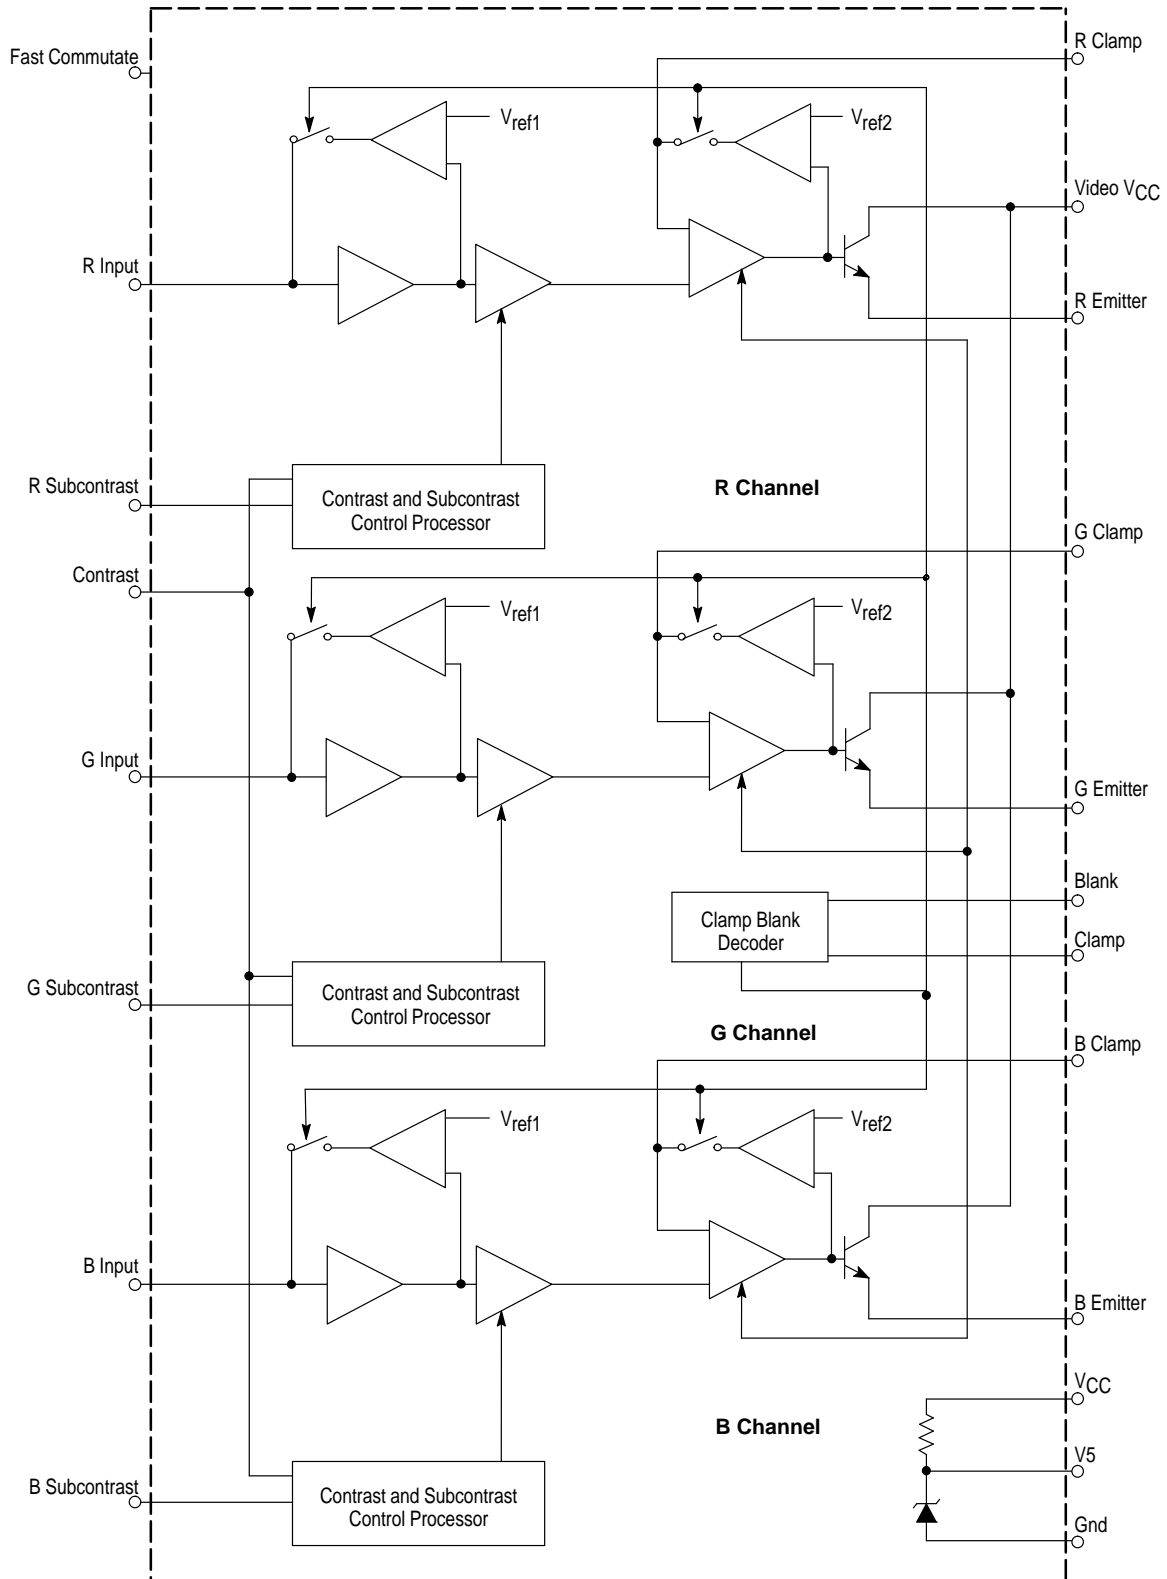 R Clamp
Fast Commutate
Vref1
Vref2
Video VCC
R Input
R Emitter
R Subcontrast
Contrast and Subcontrast
Control Processor
R Channel
G Clamp
Contrast
Vref1
Vref2
G Input
G Emitter
Blank
Clamp Blank
Decoder
Clamp
G Subcontrast
Contrast and Subcontrast
Control Processor
G Channel
B Clamp
Vref1
Vref2
B Input
B Emitter
VCC
B Channel
V5
B Subcontrast
Contrast and Subcontrast
Control Processor
Gnd